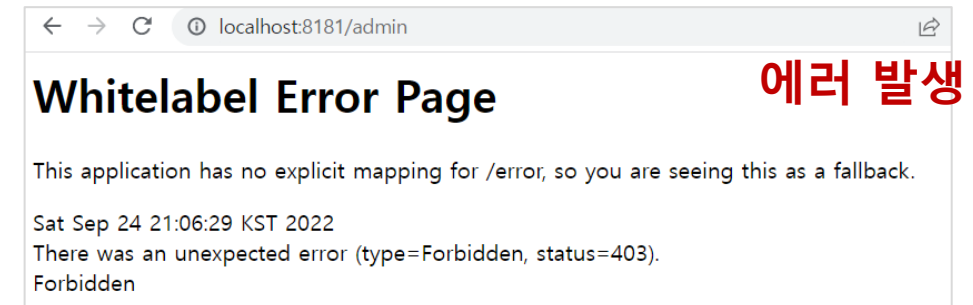 localhost:8181/admin
에러 발생
Whitelabel Error Page
This application has no explicit mapping for /error, so you are seeing this as a fallback.
Sat Sep 24 21:06:29 KST 2022
There was an unexpected error (type=Forbidden, status=403).
Forbidden